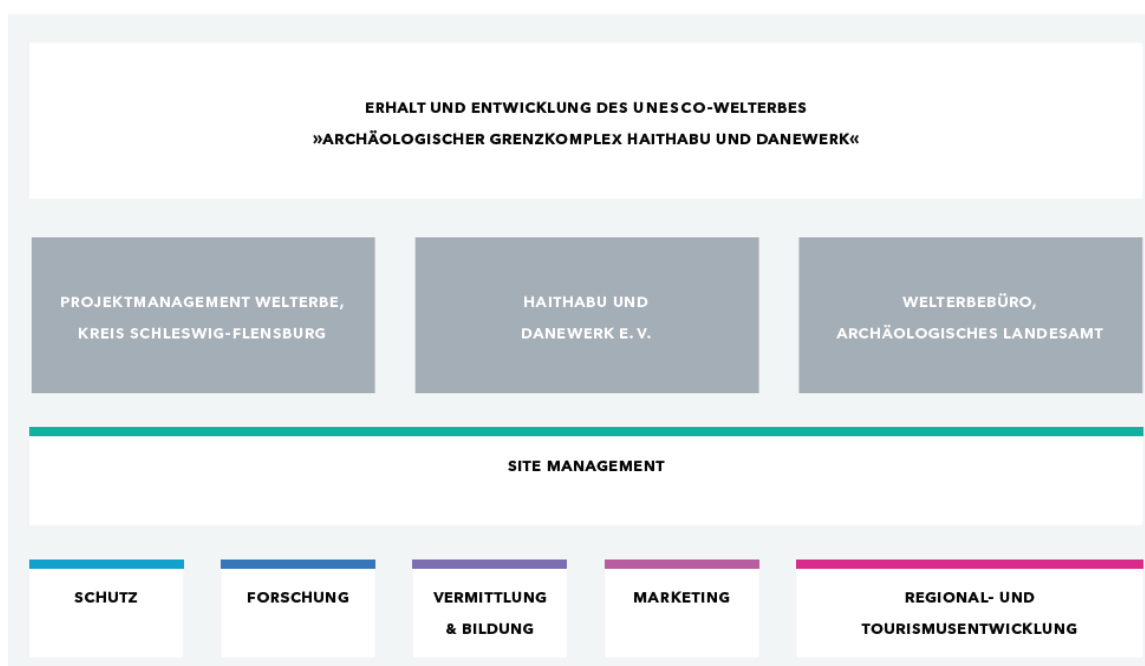 ERHALT UND ENTWICKLUNG DES UNESCO-WELTERBES
»ARCHÄOLOGISCHER GRENZKOMPLEX HAITHABU UND DANEWERK«
PROJEKTMANAGEMENT WELTERBE,
KREIS SCHLESWIG-FLENSBURG
HAITHABU UND
DANEWERK E. V.
WELTERBEBÜRO,
ARCHÄOLOGISCHES LANDESAMT
SITE MANAGEMENT
SCHUTZ
FORSCHUNG
VERMITTLUNG
& BILDUNG
MARKETING
REGIONAL- UND
TOURISMUSENTWICKLUNG